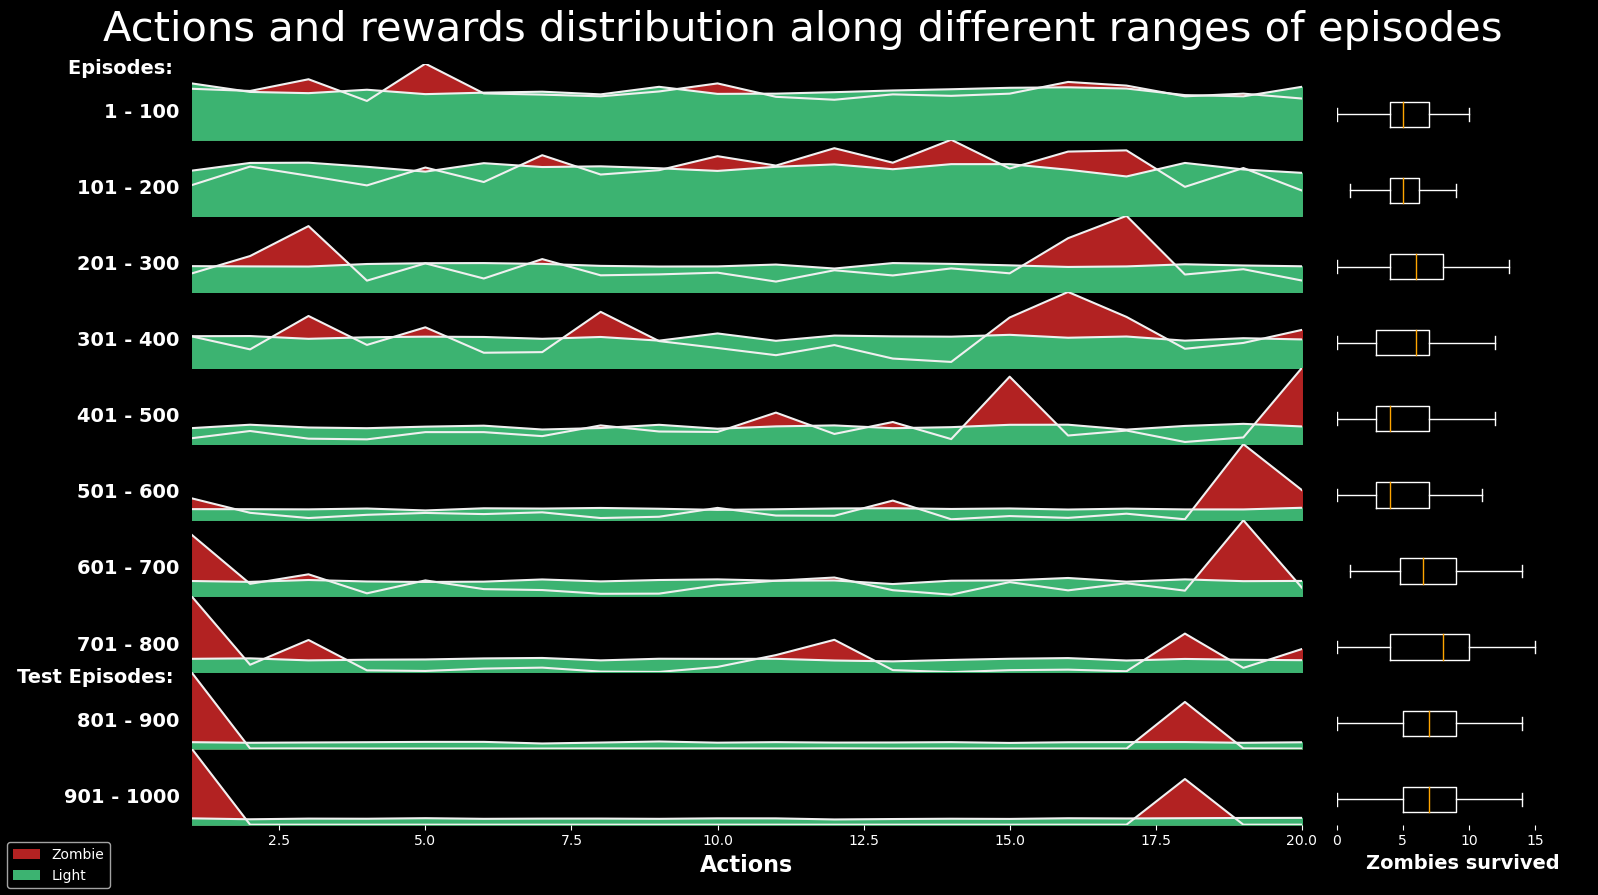 Actions and rewards distribution along different ranges of episodes
Episodes:
1 - 100
101 - 200
201 - 300
301 - 400
401 - 500
501 - 600
601 - 700
701 - 800
Test Episodes:
801 - 900
901 - 1000
2.5 5.0 7.5 10.0 12.5 15.0 17.5 20.0
0 5 10 15
Actions
Zombies survived
Zombie
Light